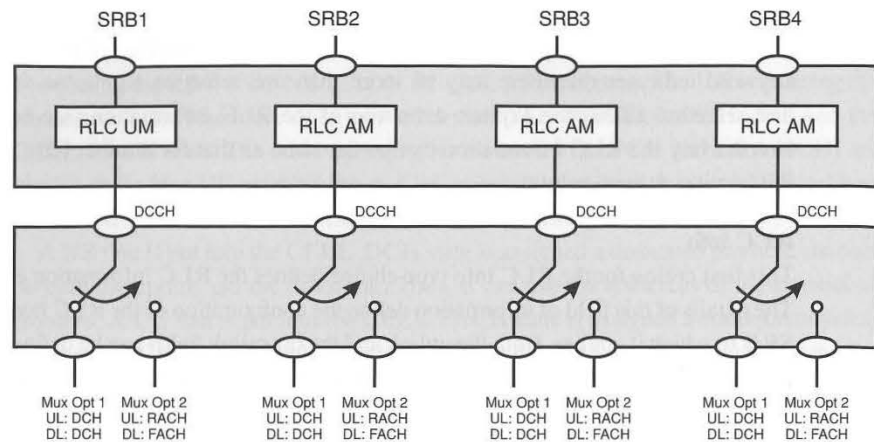 SRB1 SRB2 SRB3 SRB4
RLC UM RLC AM RLC AM RLC AM
DCCH DCCH DCCH DCCH
Mux Opt 1 Mux Opt 2 Mux Opt 1 Mux Opt 2 Mux Opt 1 Mux Opt 2 Mux Opt 1 Mux Opt 2
UL: DCH UL: RACH UL: DCH UL: RACH UL: DCH UL: RACH UL: DCH UL: RACH
DL: DCH DL: FACH DL: DCH DL: FACH DL: DCH DL: FACH DL: DCH DL: FACH